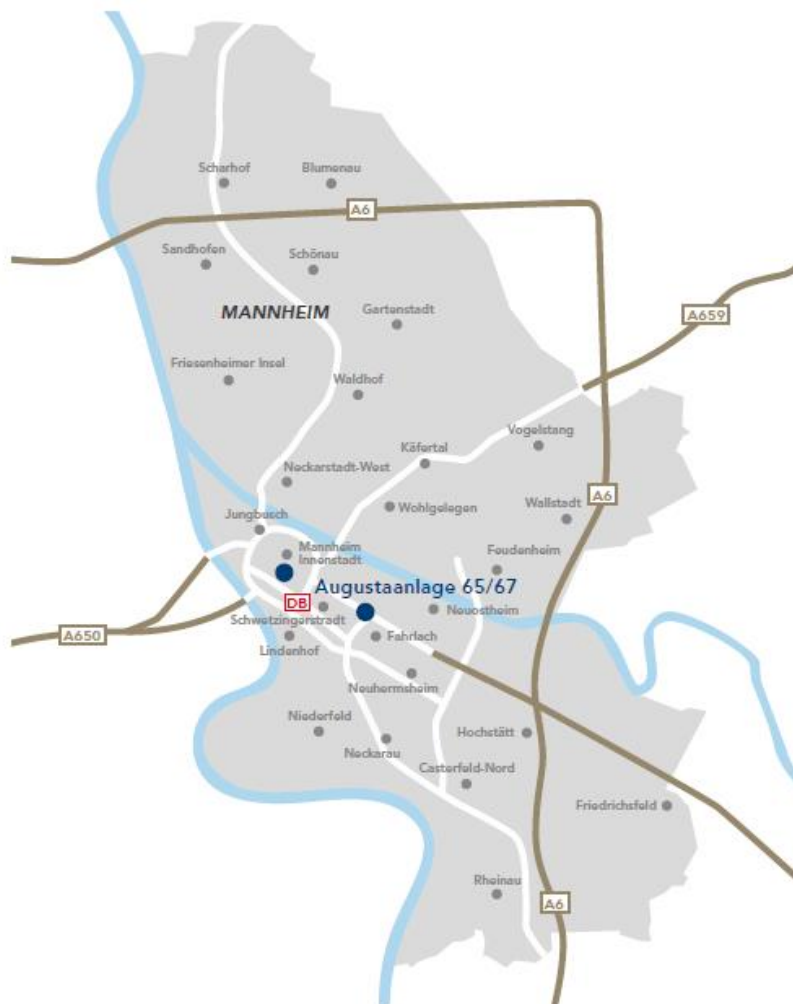 Scharhof
Blumenau
A6
Sandhofen
Schönau
MANNHEIM
Gartenstadt
A659
Friesenheimer Insel
Waldhof
Vogelstang
Käfertal
Neckarstadt-West
A6
Wohlgelegen
Wallstadt
Jungbusch
Mannheim
Innenstadt
Feudenheim
Augustaanlage 65/67
DB
Neuostheim
Schwetzingerstradt
A650
Fahrlach
Lindenhof
Neuhermsheim
Niederfeld
Hochstätt
Neckarau
Casterfeld-Nord
Friedrichsfeld
Rheinau
A6